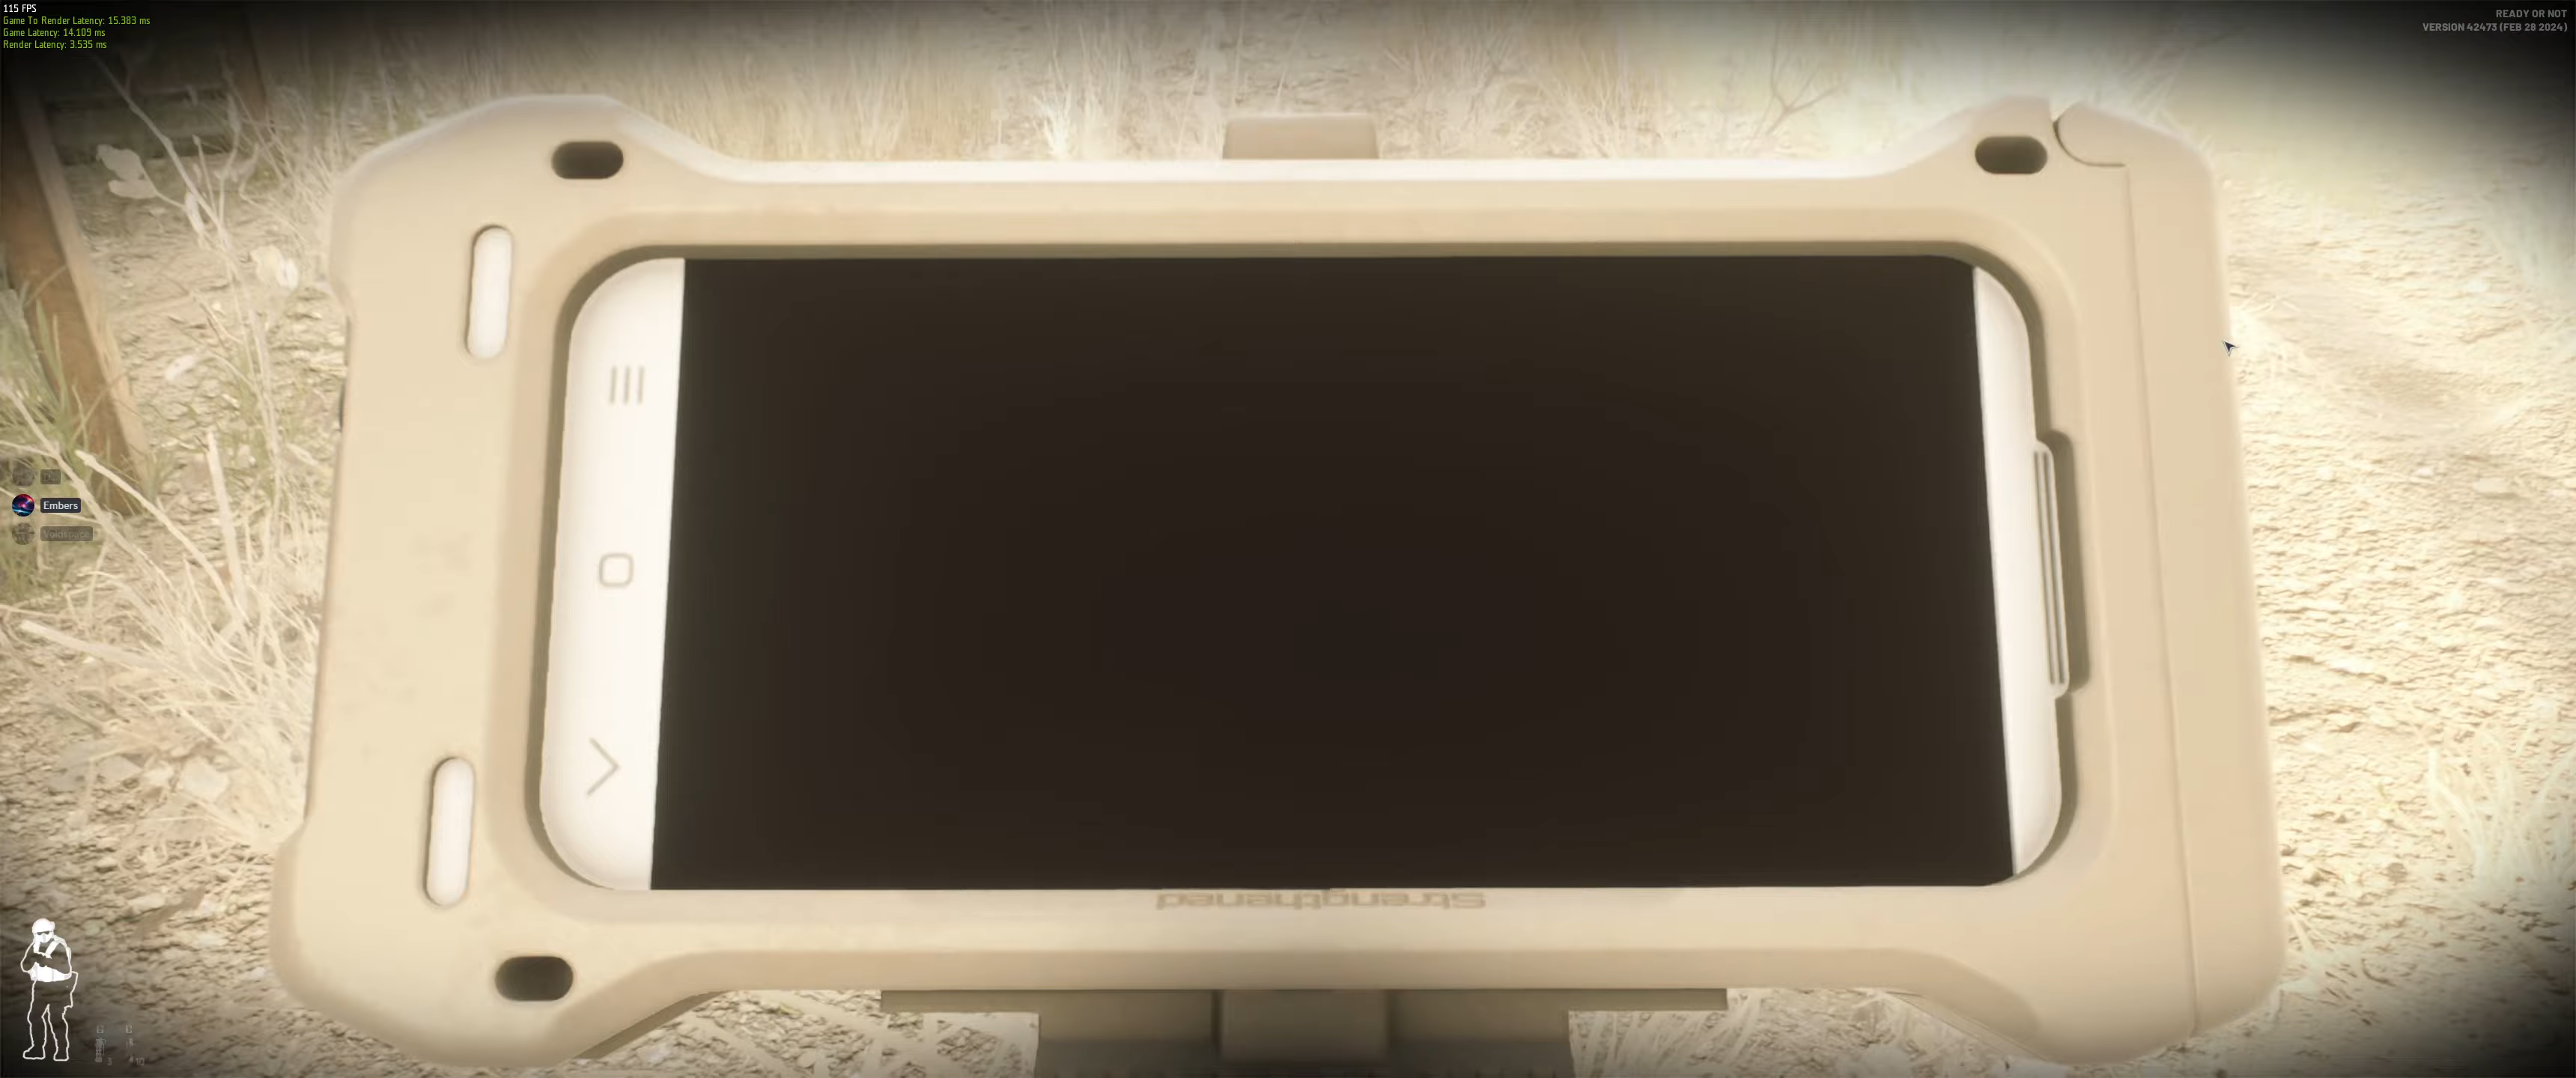 115 FPS
Game To Render Latency: 15.383 ms
Game Latency: 14.109 ms
Render Latency: 3.535 ms
READY OR NOT
VERSION 42473 (FEB 28 2024)
Embers
Strengthened